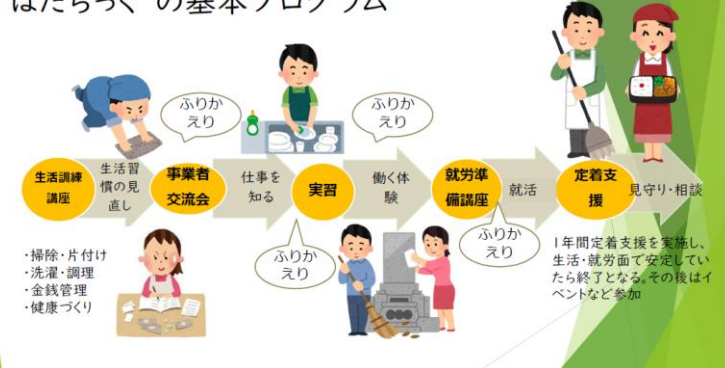 はたらっく の基本プログラム
ふりか
えり
ふりか
えり
生活訓練
講座
生活習
慣の見
直し
事業者
交流会
仕事を
知る
実習
働く体
験
就労準
備講座
就活
定着支
援
見守り・相談
ふりか
えり
ふりか
えり
・掃除・片付け
・洗濯・調理
・金銭管理
・健康づくり
1年間定着支援を実施し、
生活・就労面で安定してい
たら終了となる。その後はイ
ベントなど参加